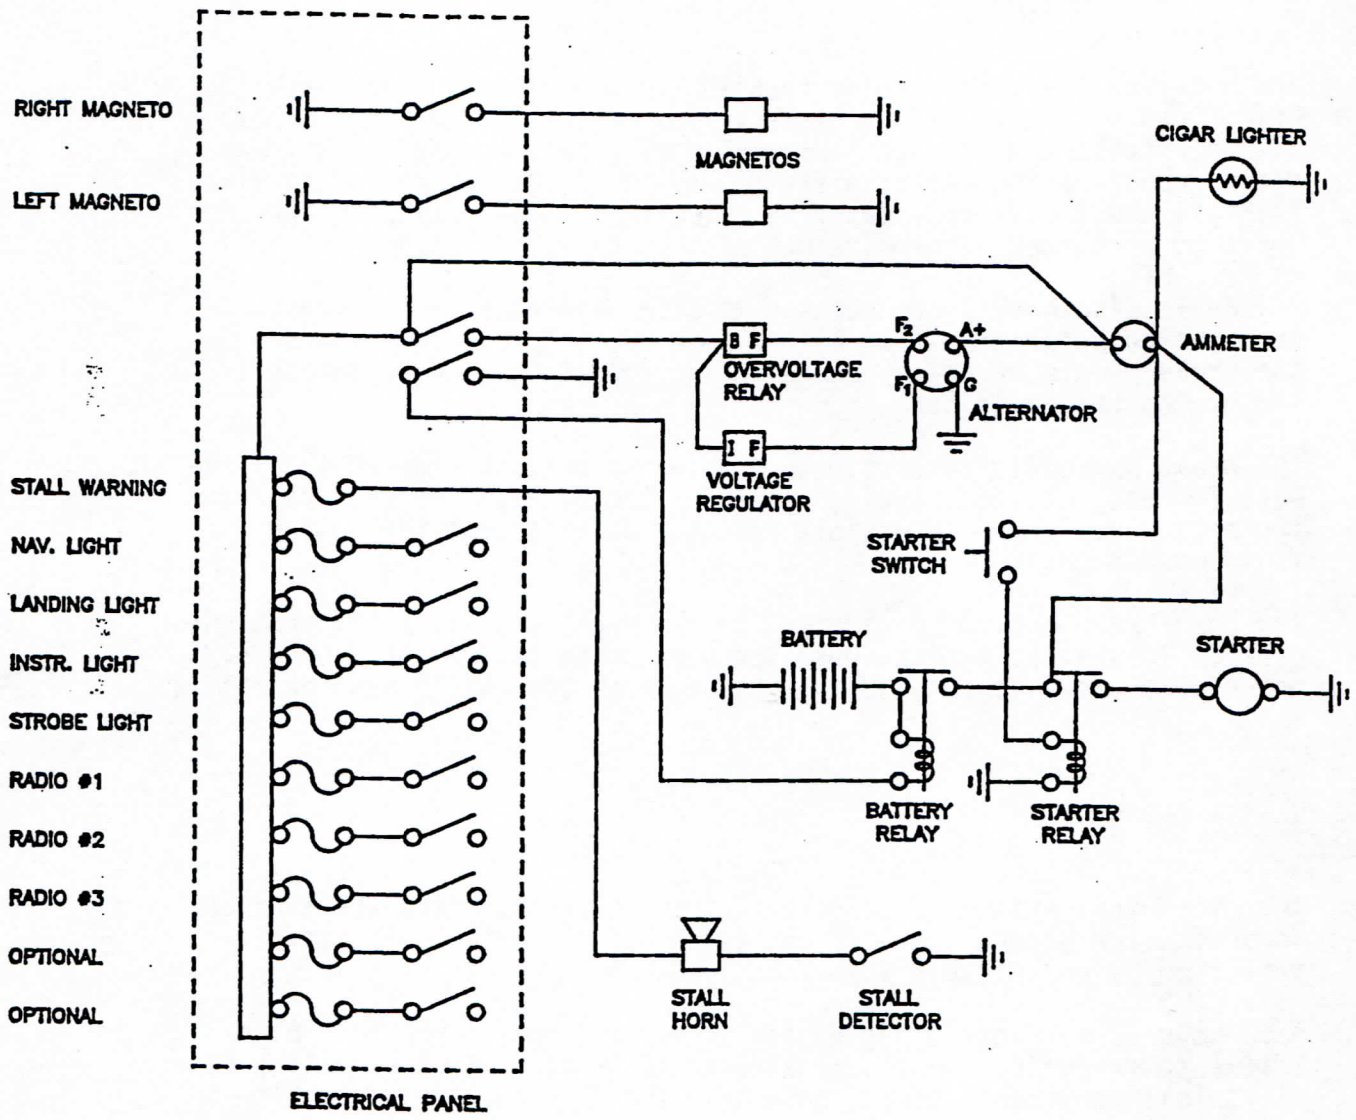 RIGHT MAGNETO
MAGNETOS
CIGAR LIGHTER
LEFT MAGNETO
F2
A+
AMMETER
B F
OVERVOLTAGE
RELAY
F1
G
ALTERNATOR
I F
VOLTAGE
REGULATOR
STALL WARNING
NAV. LIGHT
STARTER
SWITCH
LANDING LIGHT
BATTERY
STARTER
INSTR. LIGHT
STROBE LIGHT
RADIO #1
BATTERY
RELAY
STARTER
RELAY
RADIO #2
RADIO #3
OPTIONAL
STALL
HORN
STALL
DETECTOR
OPTIONAL
ELECTRICAL PANEL